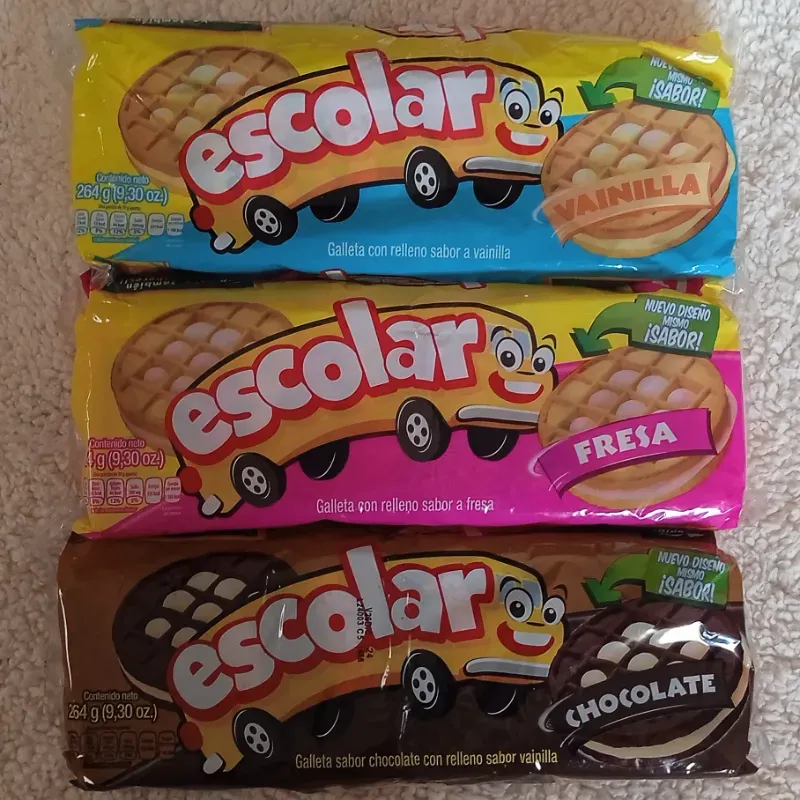 escolar
NUEVO DISEÑO
MISMO
¡SABOR!
VAINILLA
Contenido neto
264 g (9,30 oz.)
Galleta con relleno sabor a vainilla
escolar
NUEVO DISEÑO
MISMO
¡SABOR!
FRESA
Contenido neto
4 g (9,30 oz.)
Galleta con relleno sabor a fresa
escolar
NUEVO DISEÑO
MISMO
¡SABOR!
CHOCOLATE
Contenido neto
264 g (9,30 oz.)
Galleta sabor chocolate con relleno sabor vainilla